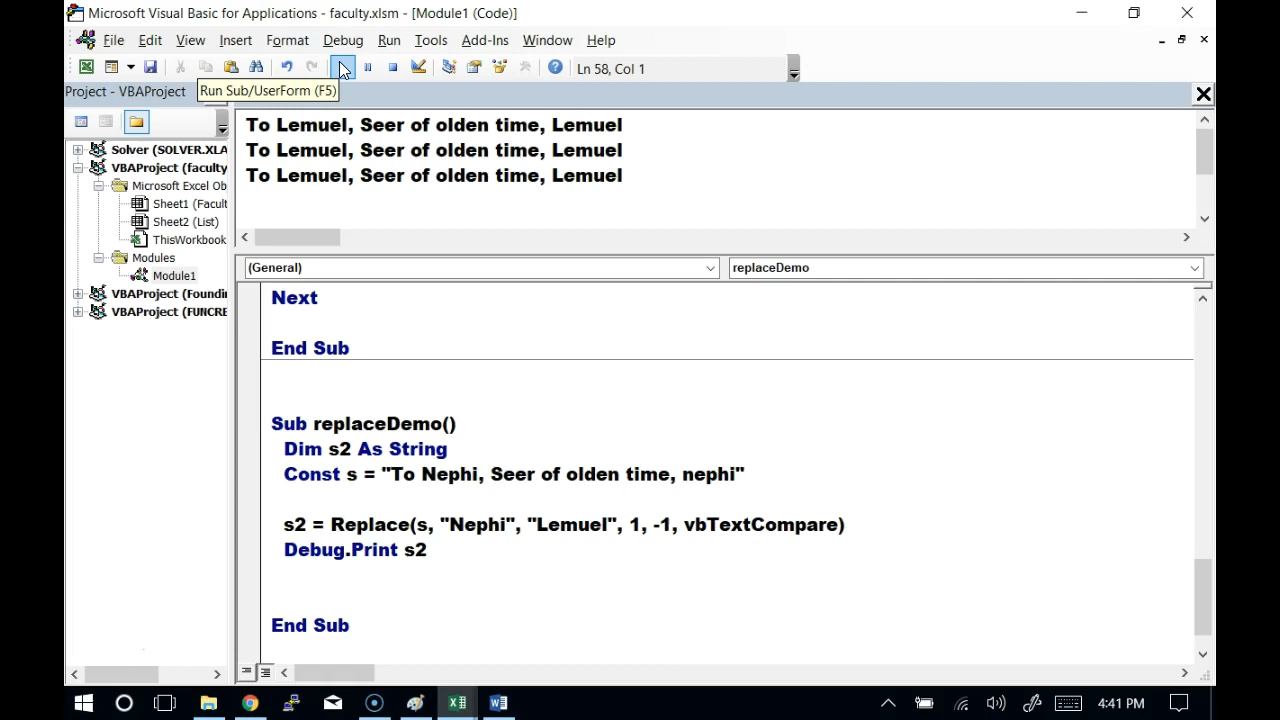 Microsoft Visual Basic for Applications - faculty.xlsm - [Module1 (Code)]
File Edit View Insert Format Debug Run Tools Add-Ins Window Help
Ln 58, Col 1
Project - VBAProject
Run Sub/UserForm (F5)
To Lemuel, Seer of olden time, Lemuel
To Lemuel, Seer of olden time, Lemuel
To Lemuel, Seer of olden time, Lemuel
Solver (SOLVER.XLA
VBAProject (faculty
Microsoft Excel Ob
Sheet1 (Facult
Sheet2 (List)
ThisWorkbook
Modules
Module1
VBAProject (Foundin
VBAProject (FUNCRE
(General)
replaceDemo
Next
End Sub
Sub replaceDemo()
Dim s2 As String
Const s = "To Nephi, Seer of olden time, nephi"
s2 = Replace(s, "Nephi", "Lemuel", 1, -1, vbTextCompare)
Debug.Print s2
End Sub
4:41 PM